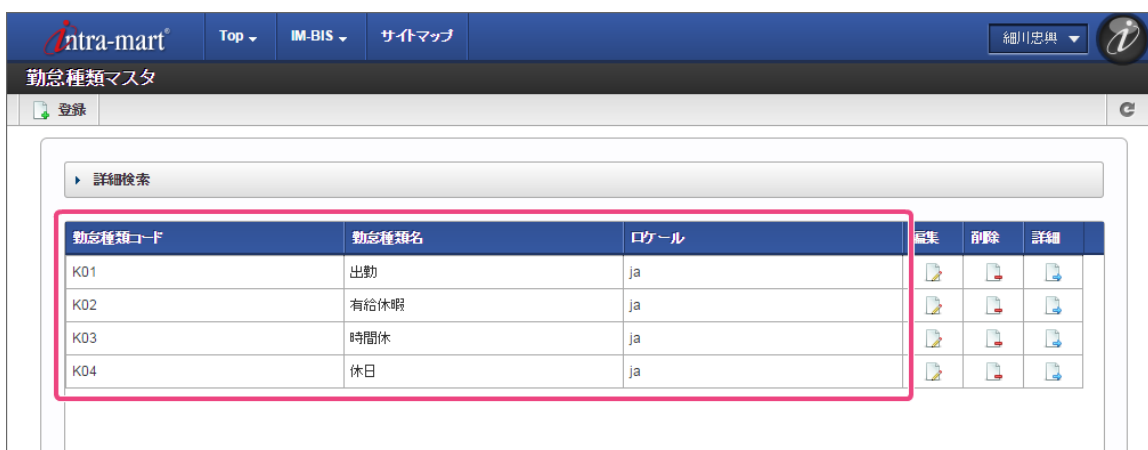 intra-mart® Top IM-BIS サイトマップ 細川忠興
勤怠種類マスタ
登録
詳細検索
勤怠種類コード 勤怠種類名 ロケール 編集 削除 詳細
K01 出勤 ja
K02 有給休暇 ja
K03 時間休 ja
K04 休日 ja